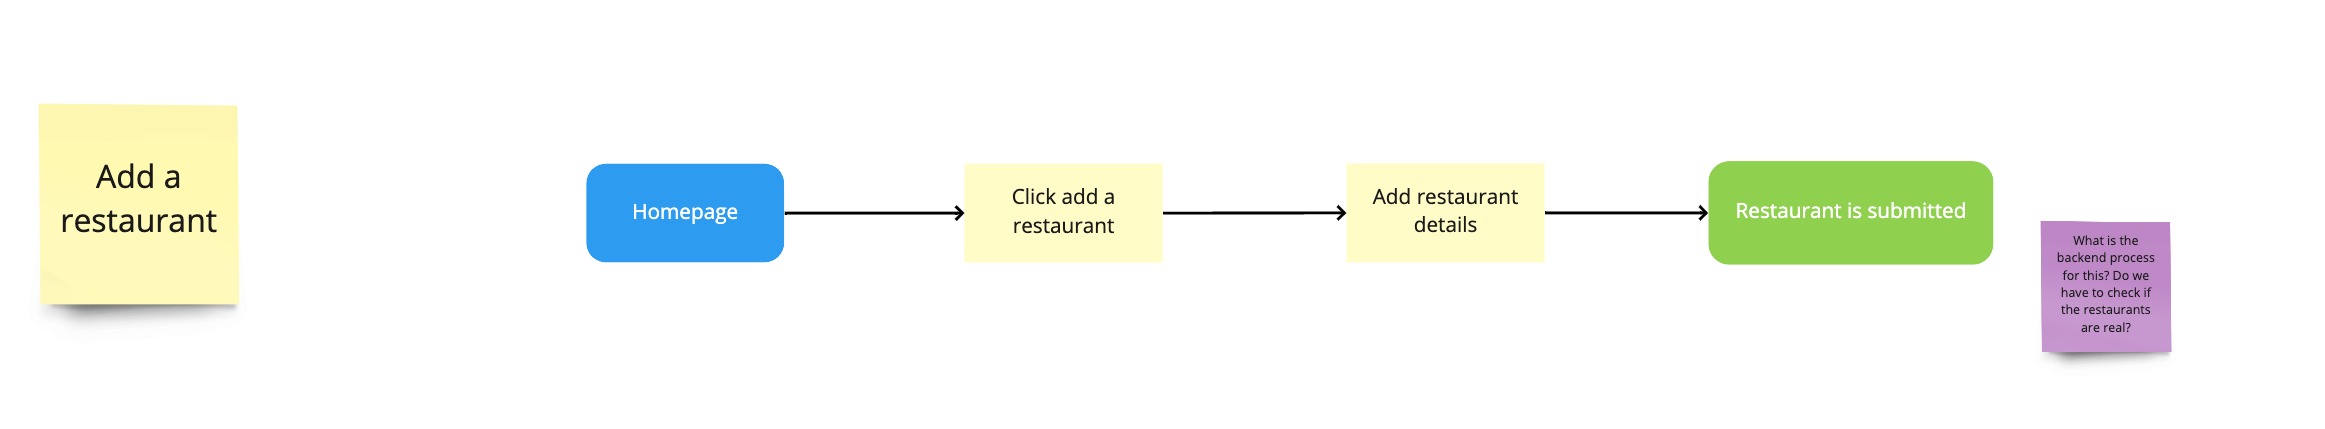 Add a
restaurant
Homepage
Click add a
restaurant
Add restaurant
details
Restaurant is submitted
What is the
backend process
for this? Do we
have to check if
the restaurants
are real?